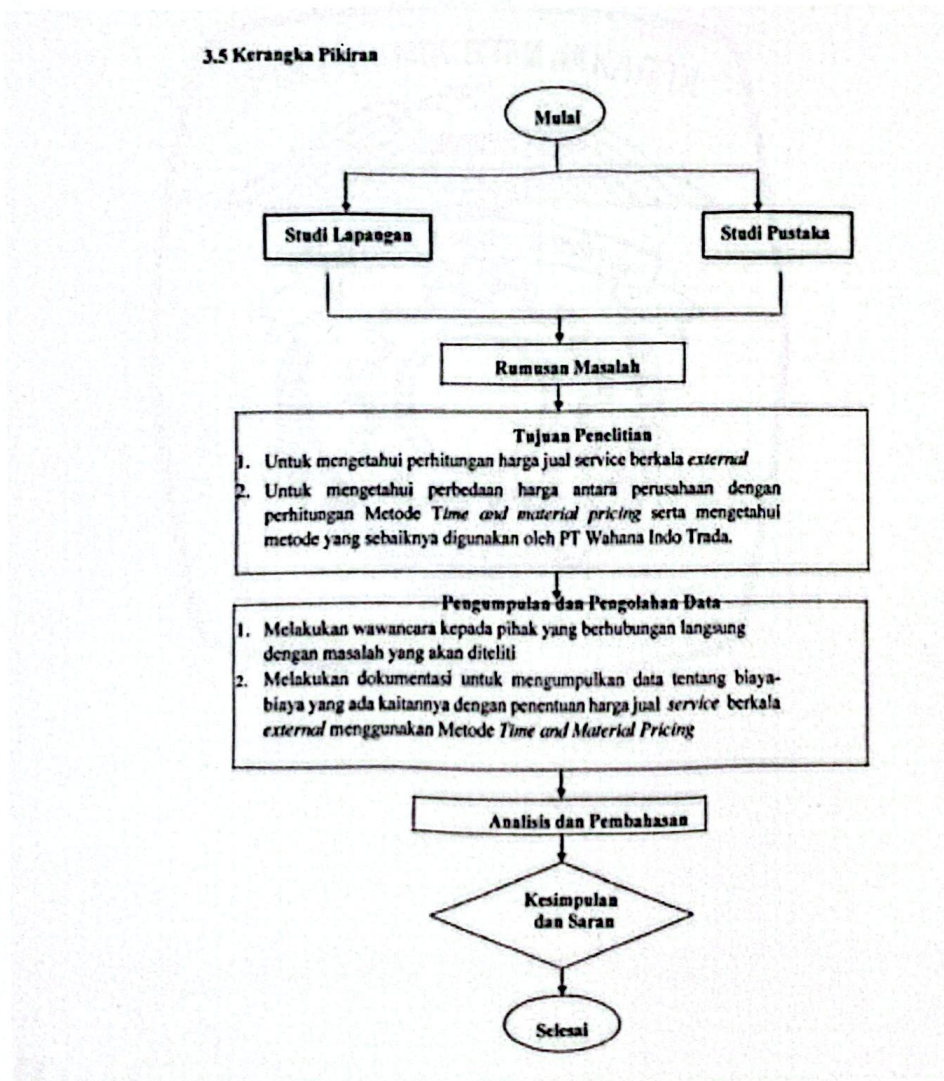 3.5 Kerangka Pikiran
Mulai
Studi Lapangan
Studi Pustaka
Rumusan Masalah
Tujuan Penelitian
1. Untuk mengetahui perhitungan harga jual service berkala external
2. Untuk mengetahui perbedaan harga antara perusahaan dengan
perhitungan Metode Time and material pricing serta mengetahui
metode yang sebaiknya digunakan oleh PT Wahana Indo Trada.
Pengumpulan dan Pengolahan Data
1. Melakukan wawancara kepada pihak yang berhubungan langsung
dengan masalah yang akan diteliti
2. Melakukan dokumentasi untuk mengumpulkan data tentang biaya-
biaya yang ada kaitannya dengan penentuan harga jual service berkala
external menggunakan Metode Time and Material Pricing
Analisis dan Pembahasan
Kesimpulan
dan Saran
Selesai